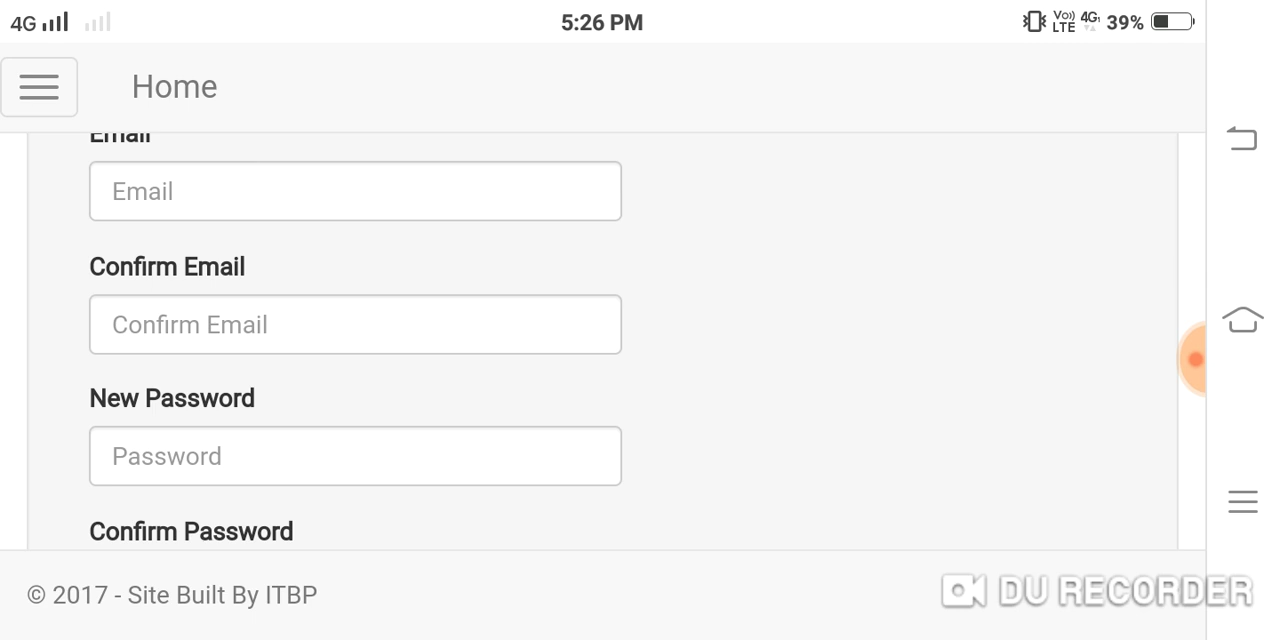 4G 5:26 PM Vo)) LTE 4G 39%
Home
Email
Email
Confirm Email
Confirm Email
New Password
Password
Confirm Password
© 2017 - Site Built By ITBP
DU RECORDER